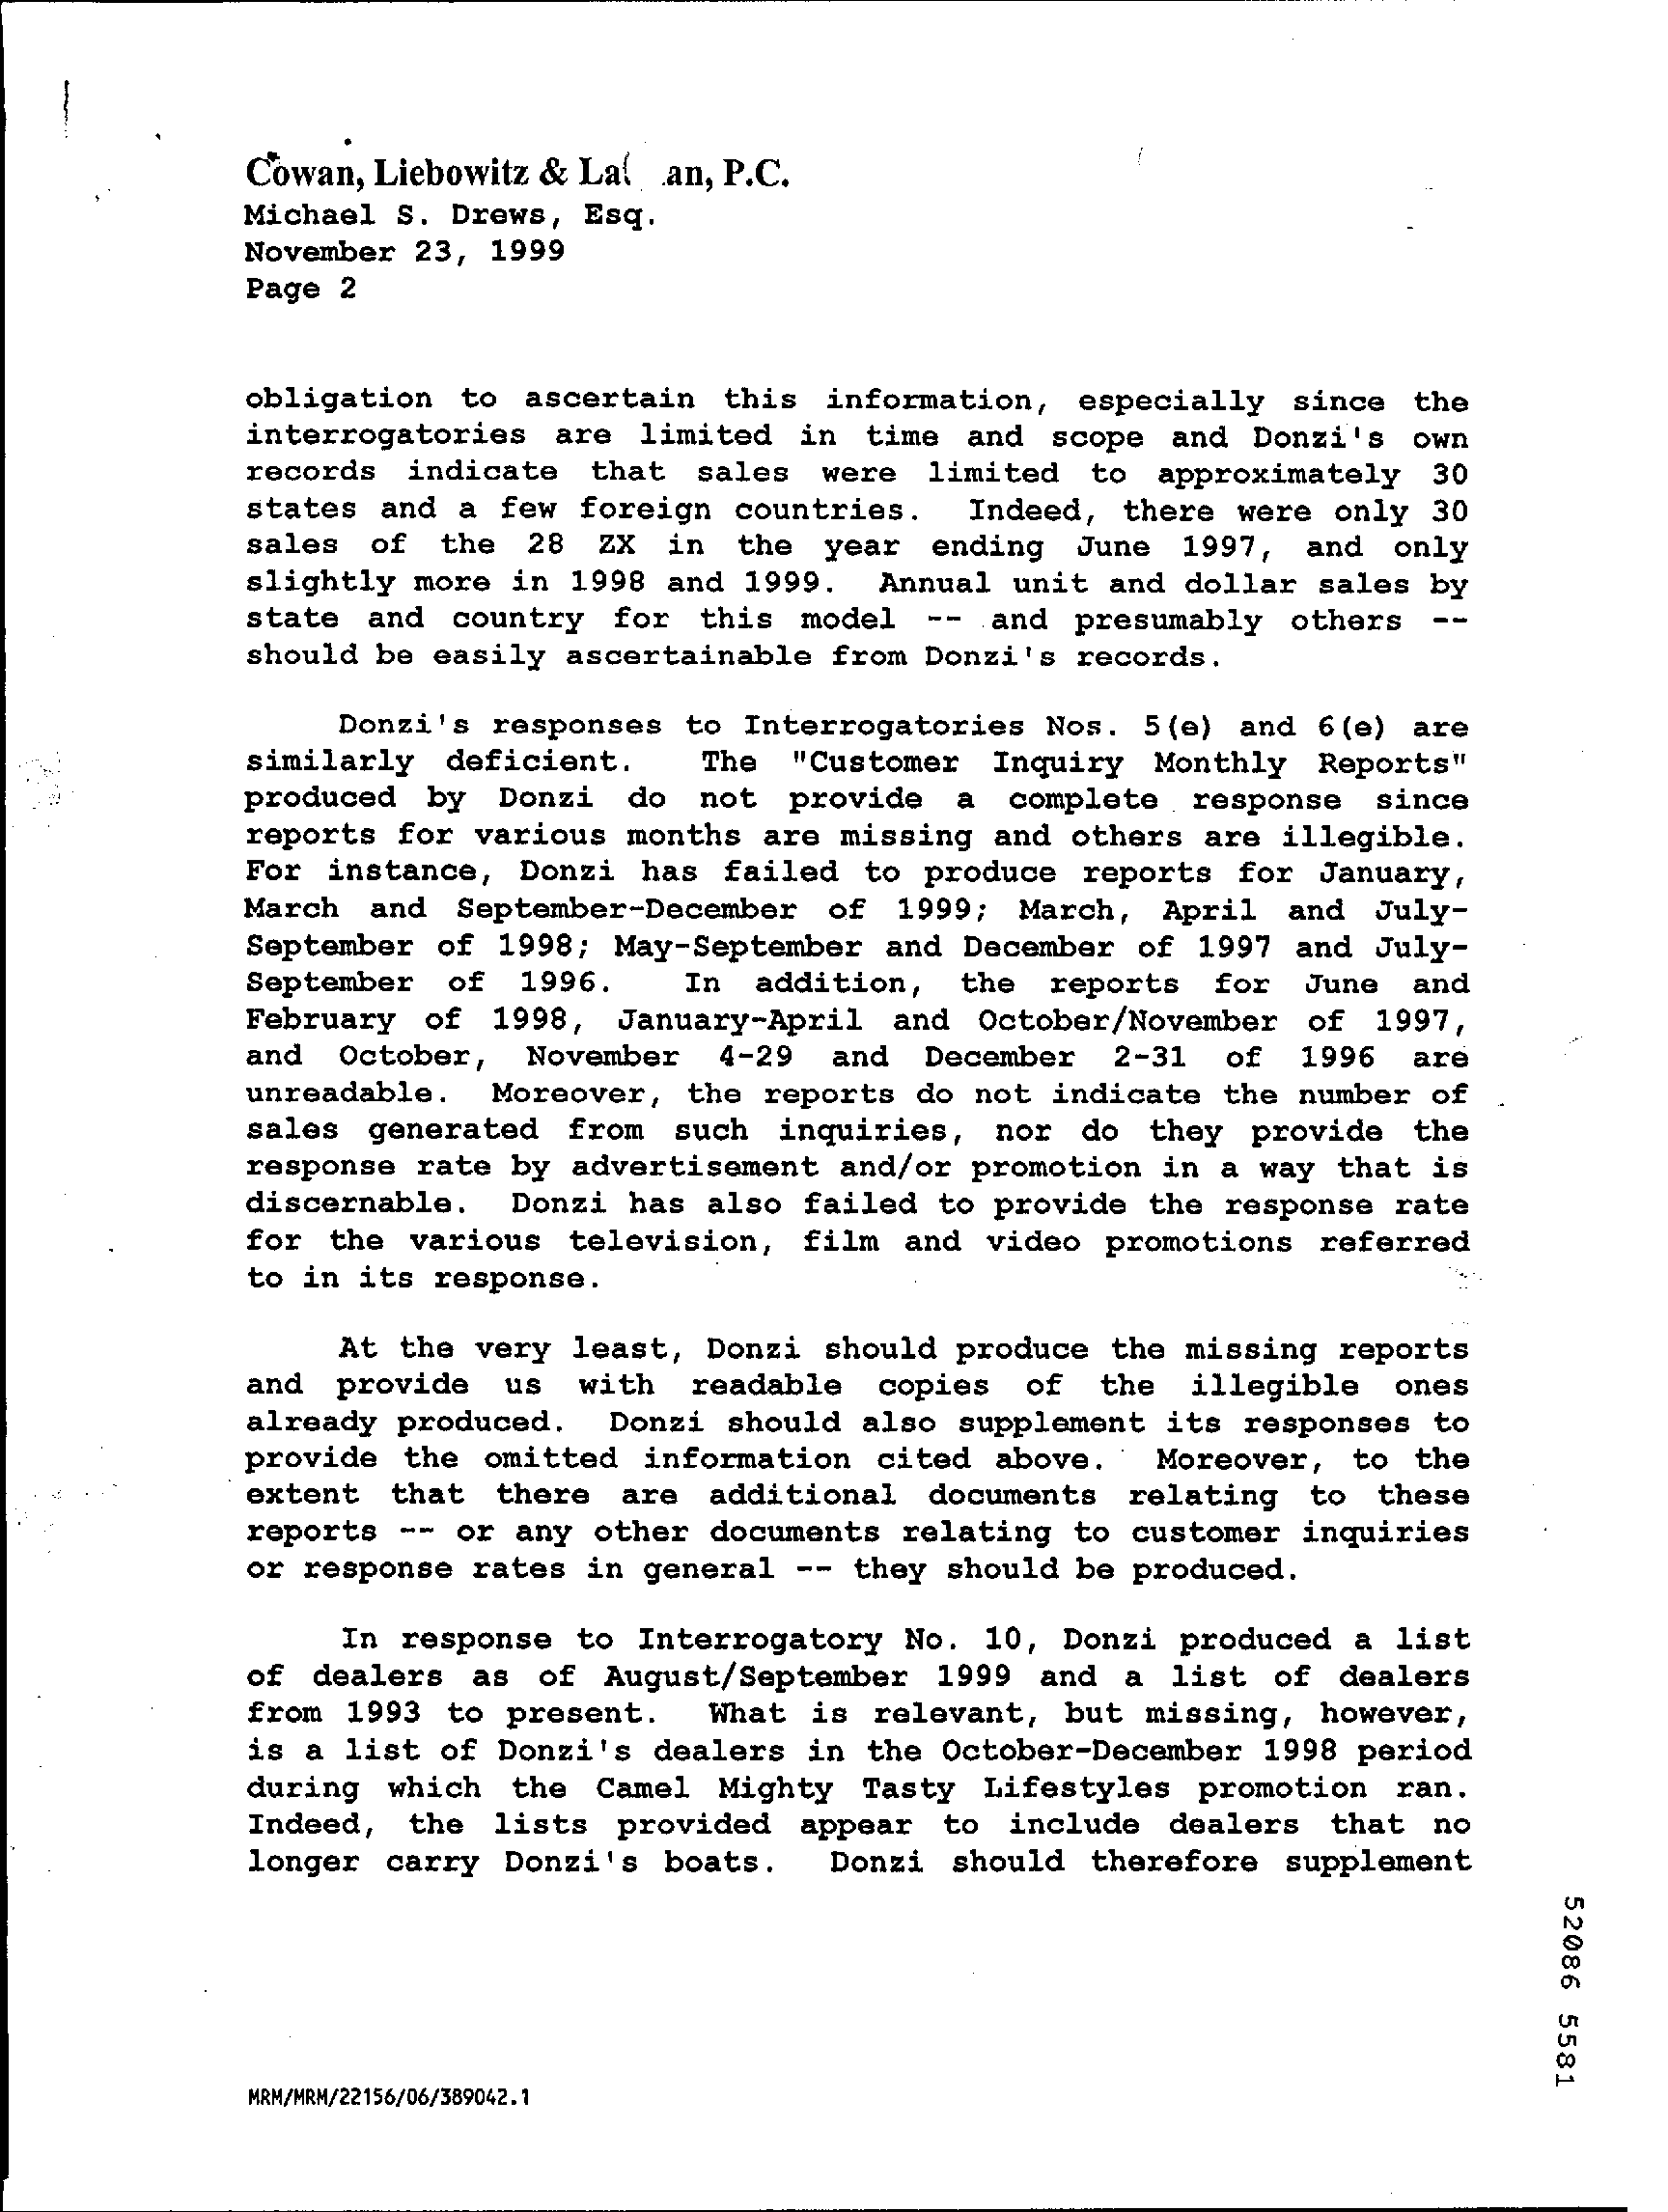 Cowan, Liebowitz & La an, P.C.
Michael S. Drews, Esq.
November 23, 1999
Page 2
obligation to ascertain this information, especially since the
interrogatories are limited in time and scope and Donzi's own
records indicate that sales were limited to approximately 30
states and a few foreign countries. Indeed, there were only 30
sales of the 28 ZX in the year ending June 1997, and only
slightly more in 1998 and 1999. Annual unit and dollar sales by
state and country for this model -- and presumably others --
should be easily ascertainable from Donzi's records.
Donzi's responses to Interrogatories Nos. 5(e) and 6(e) are
similarly deficient. The "Customer Inquiry Monthly Reports"
produced by Donzi do not provide a complete response since
reports for various months are missing and others are illegible.
For instance, Donzi has failed to produce reports for January,
March and September-December of 1999; March, April and July-
September of 1998; May-September and December of 1997 and July-
September of 1996. In addition, the reports for June and
February of 1998, January-April and October/November of 1997,
and October, November 4-29 and December 2-31 of 1996 are
unreadable. Moreover, the reports do not indicate the number of
sales generated from such inquiries, nor do they provide the
response rate by advertisement and/or promotion in a way that is
discernable. Donzi has also failed to provide the response rate
for the various television, film and video promotions referred
to in its response.
At the very least, Donzi should produce the missing reports
and provide us with readable copies of the illegible ones
already produced. Donzi should also supplement its responses to
provide the omitted information cited above. Moreover, to the
extent that there are additional documents relating to these
reports -- or any other documents relating to customer inquiries
or response rates in general -- they should be produced.
In response to Interrogatory No. 10, Donzi produced a list
of dealers as of August/September 1999 and a list of dealers
from 1993 to present. What is relevant, but missing, however,
is a list of Donzi's dealers in the October-December 1998 period
during which the Camel Mighty Tasty Lifestyles promotion ran.
Indeed, the lists provided appear to include dealers that no
longer carry Donzi's boats. Donzi should therefore supplement
52086 5581
MRM/MRM/22156/06/389042.1